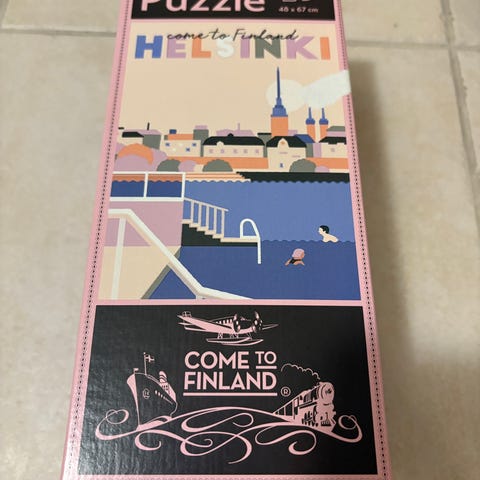 Puzzle
48 x 67 cm
come to Finland
HELSINKI
COME TO
FINLAND®